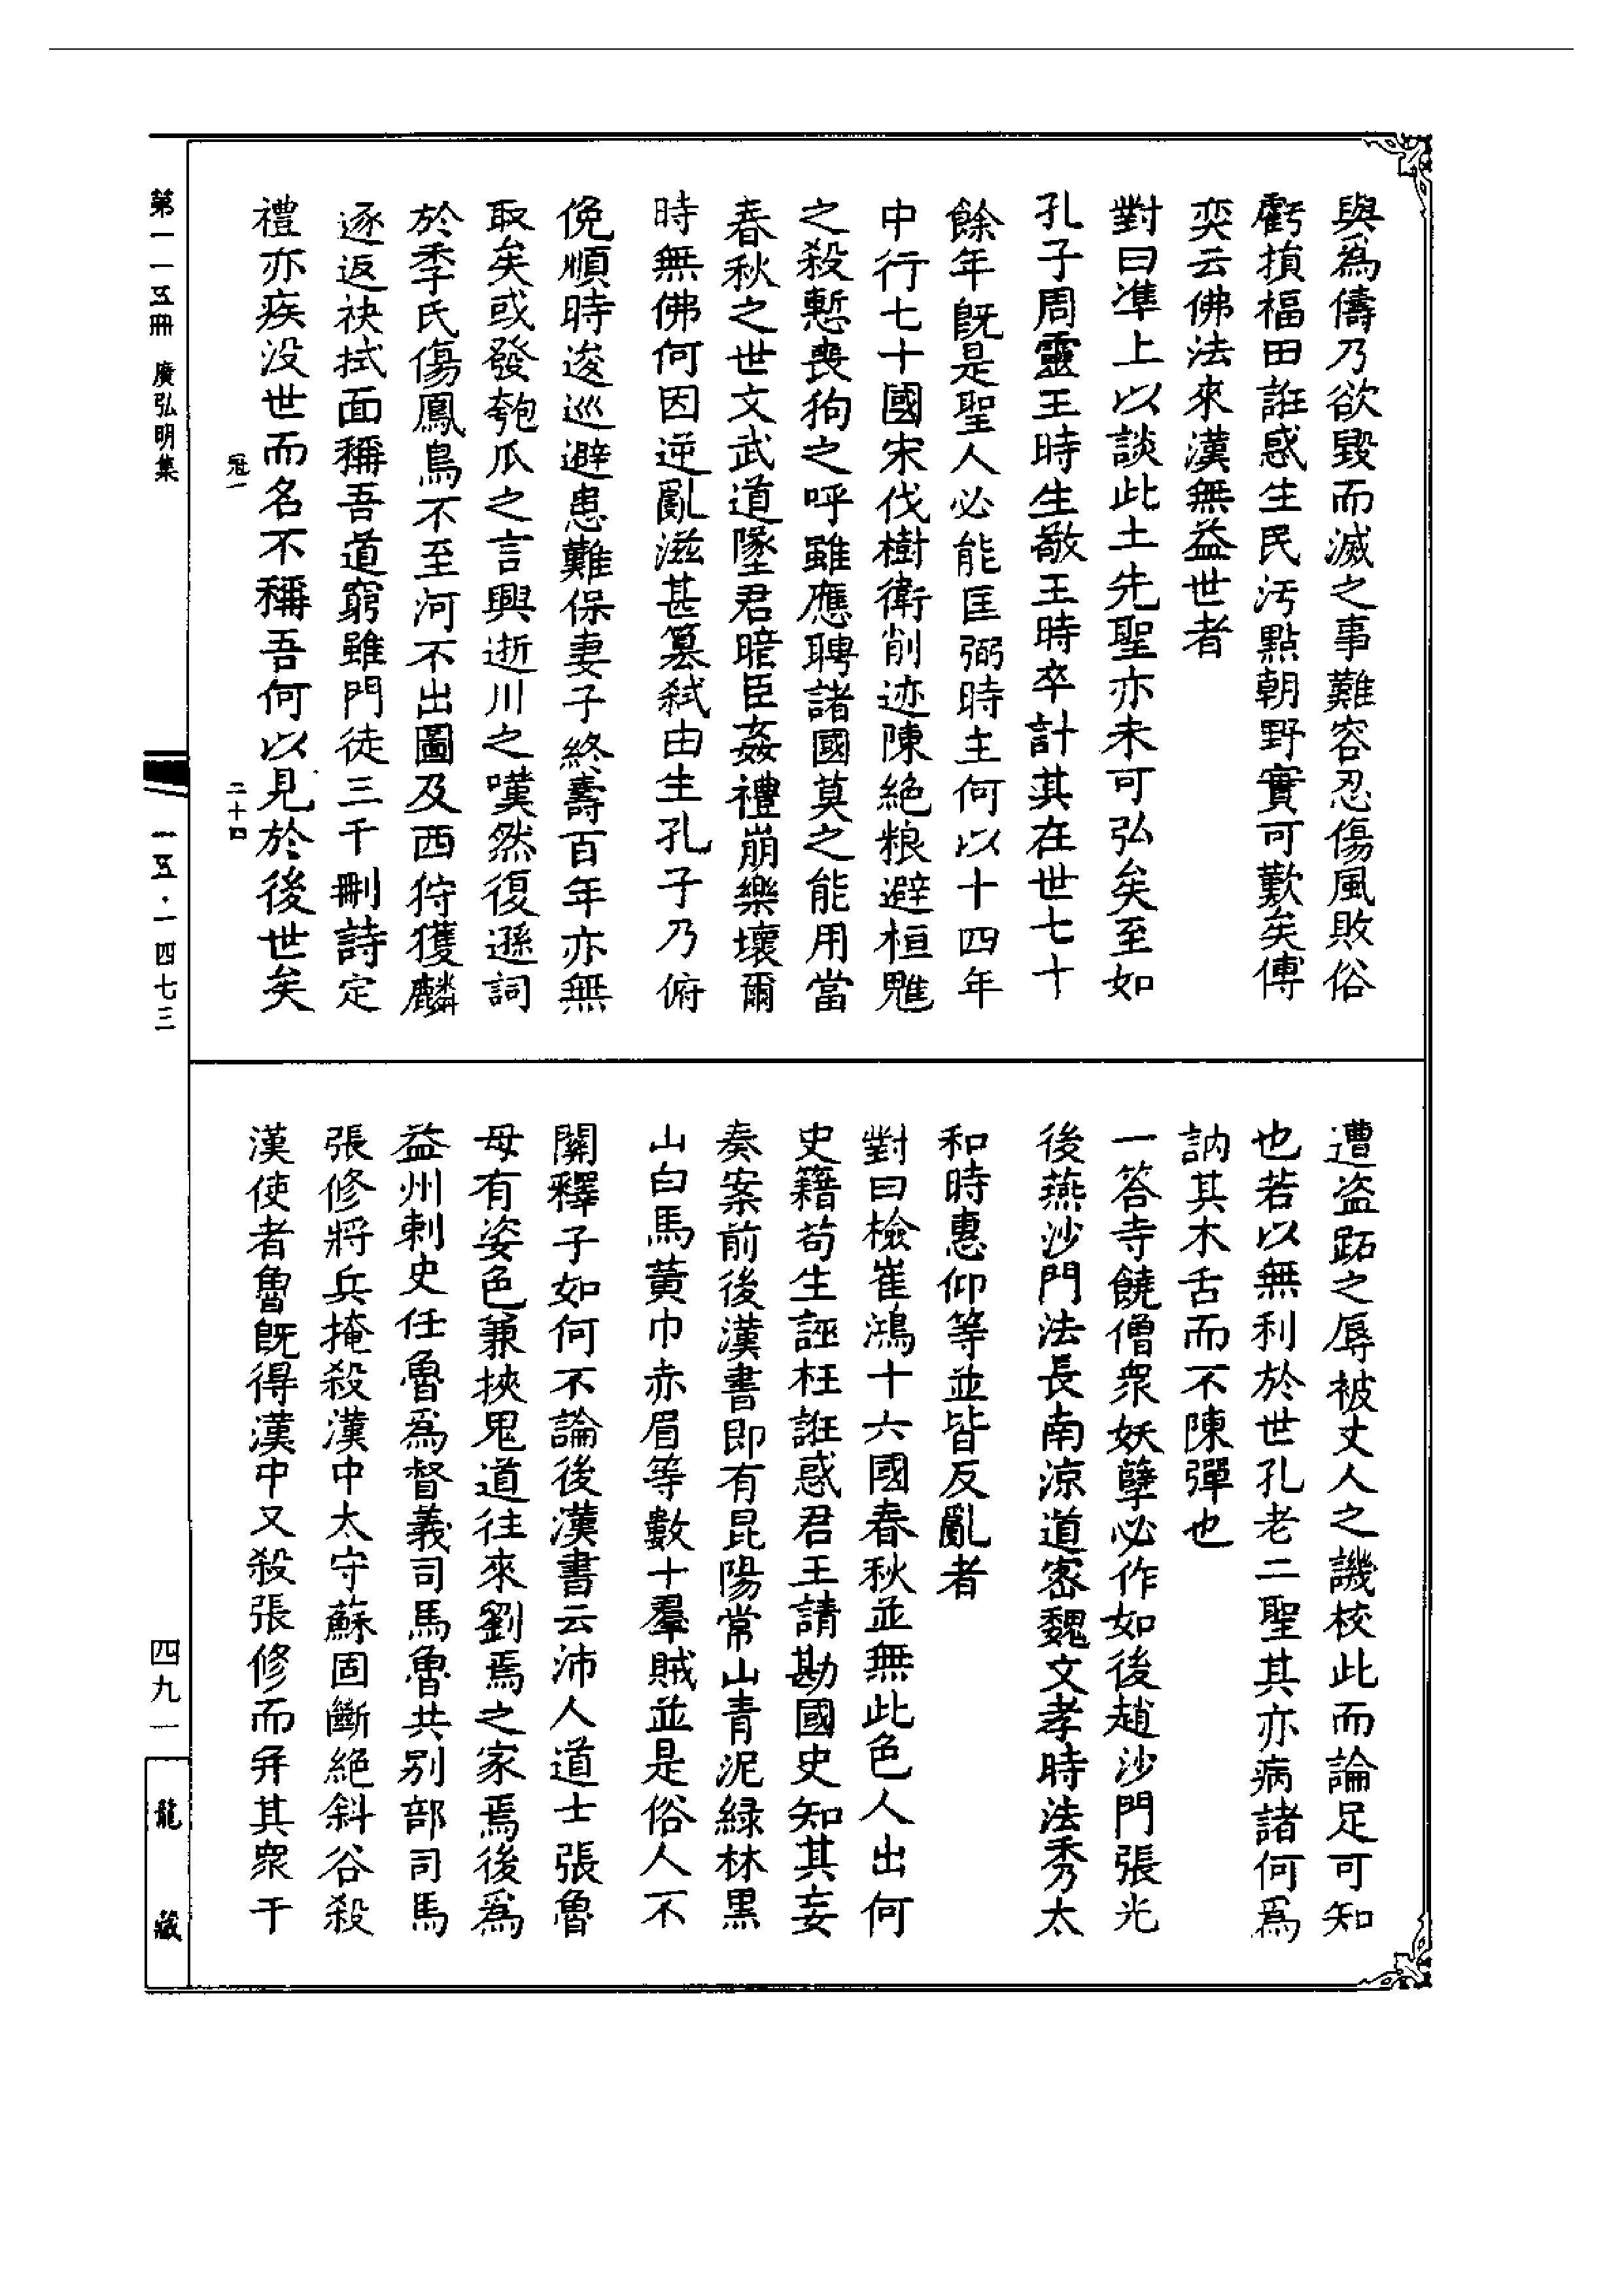 與爲儔乃欲毀而滅之事難容忍傷風敗俗
虧損福田誑惑生民汚點朝野實可歎矣傅
奕云佛法來漢無益世者
對曰準上以談此土先聖亦未可弘矣至如
孔子周靈王時生敬王時卒計其在世七十
餘年旣是聖人必能匡弼時主何以十四年
中行七十國宋伐樹衛削迹陳絕粮避桓魋
之殺慙喪狗之呼雖應聘諸國莫之能用當
春秋之世文武道墜君暗臣姦禮崩樂壞爾
時無佛何因逆亂滋甚篡弑由生孔子乃俯
俛順時逡巡避患難保妻子終壽百年亦無
取矣或發匏瓜之言興逝川之嘆然復遜詞
於季氏傷鳳鳥不至河不出圖及西狩獲麟
逐返袂拭面稱吾道窮雖門徒三千刪詩定
禮亦疾没世而名不稱吾何以見於後世矣
遭盜跖之辱被丈人之譏校此而論足可知
也若以無利於世孔老二聖其亦病諸何爲
訥其木舌而不陳彈也
一答寺饒僧衆妖孽必作如後趙沙門張光
後燕沙門法長南涼道密魏文孝時法秀太
和時惠仰等並皆反亂者
對曰檢崔鴻十六國春秋並無此色人出何
史籍苟生誣枉誑惑君王請勘國史知其妄
奏案前後漢書即有昆陽常山青泥緑林黒
山白馬黄巾赤眉等數十羣賊並是俗人不
關釋子如何不論後漢書云沛人道士張魯
母有姿色兼挾鬼道往來劉焉之家焉後爲
益州刺史任魯爲督義司馬魯共别部司馬
張修將兵掩殺漢中太守蘇固斷絕斜谷殺
漢使者魯旣得漢中又殺張修而并其衆于
第一一五冊 廣弘明集
冠一
二十四
一五·一四七三
四九一
龍藏